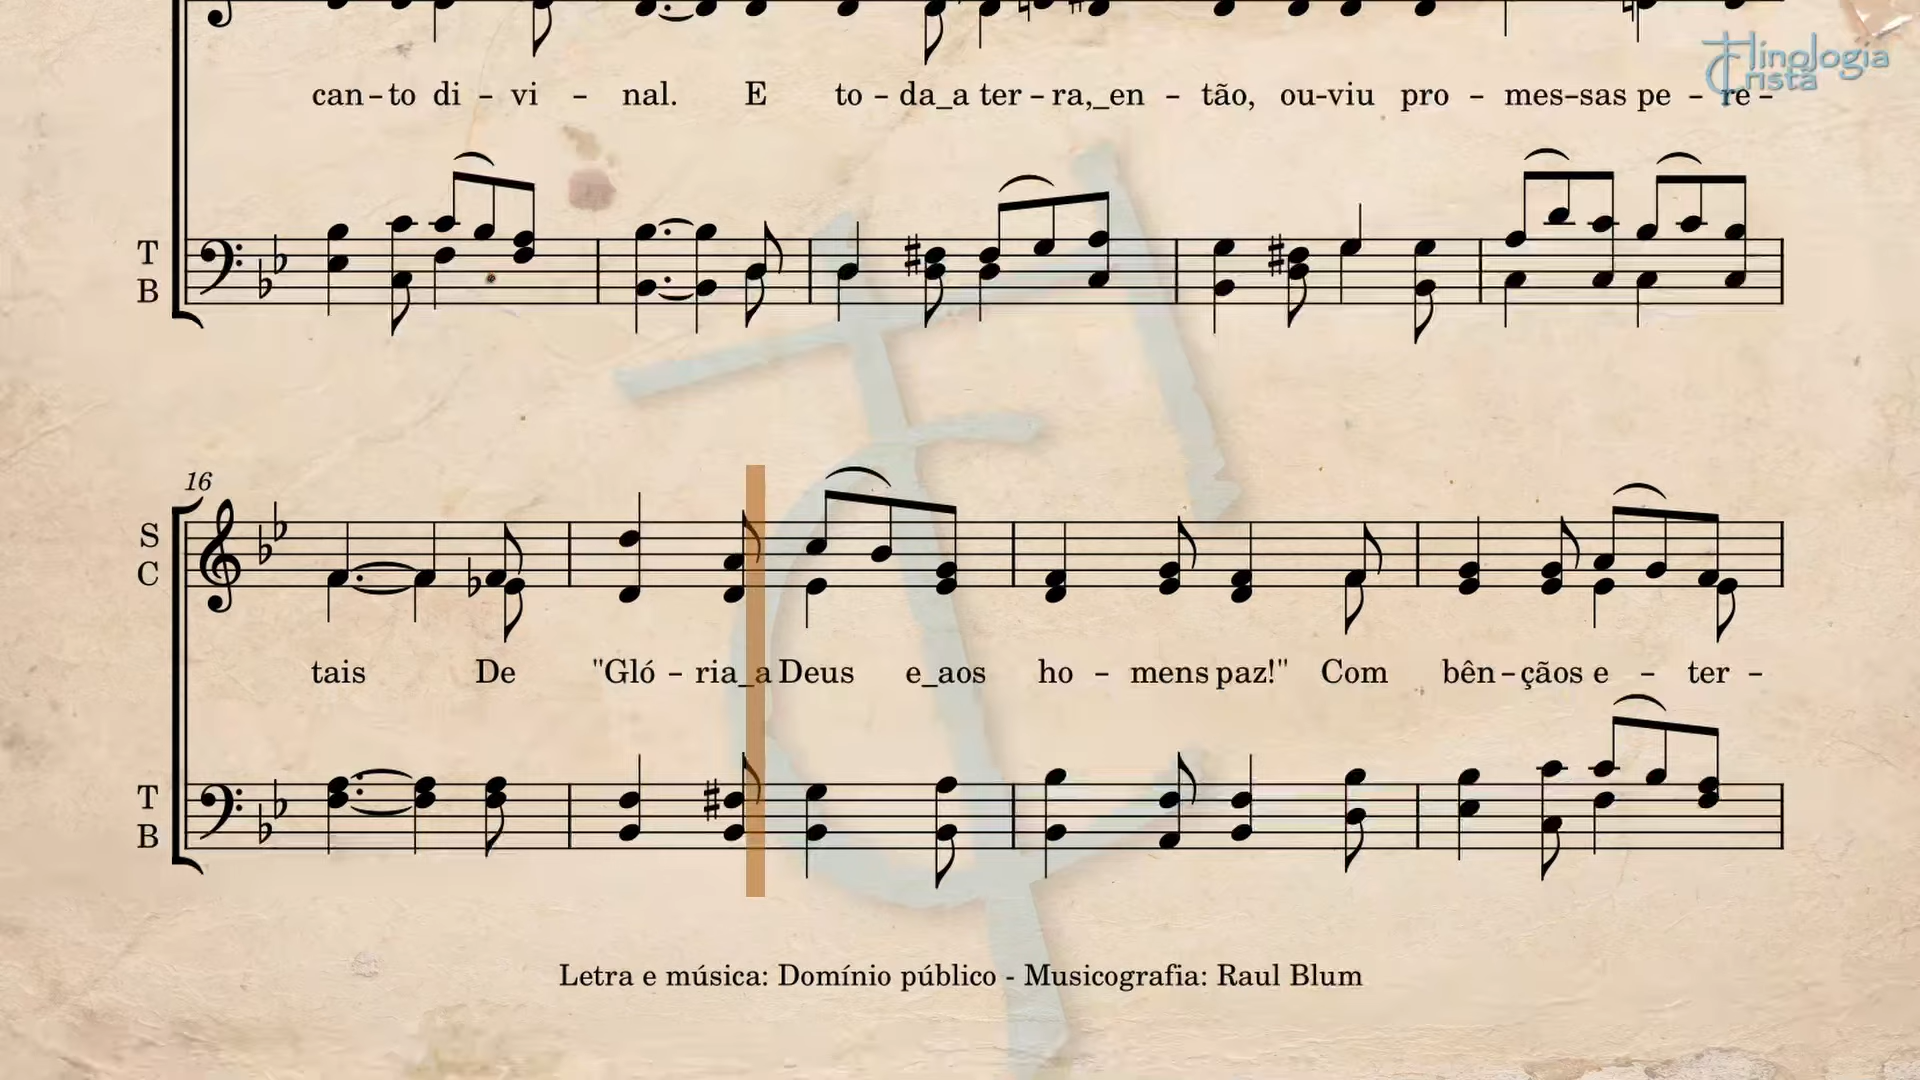 can-to di - vi - nal. E to - da_a ter - ra,_en - tão, ou-viu pro - mes-sas pe - re -
Hinologia
Cristã
T
B
16
S
C
tais De "Gló - ria_a Deus e_aos ho - mens paz!" Com bên-çãos e - ter -
T
B
Letra e música: Domínio público - Musicografia: Raul Blum